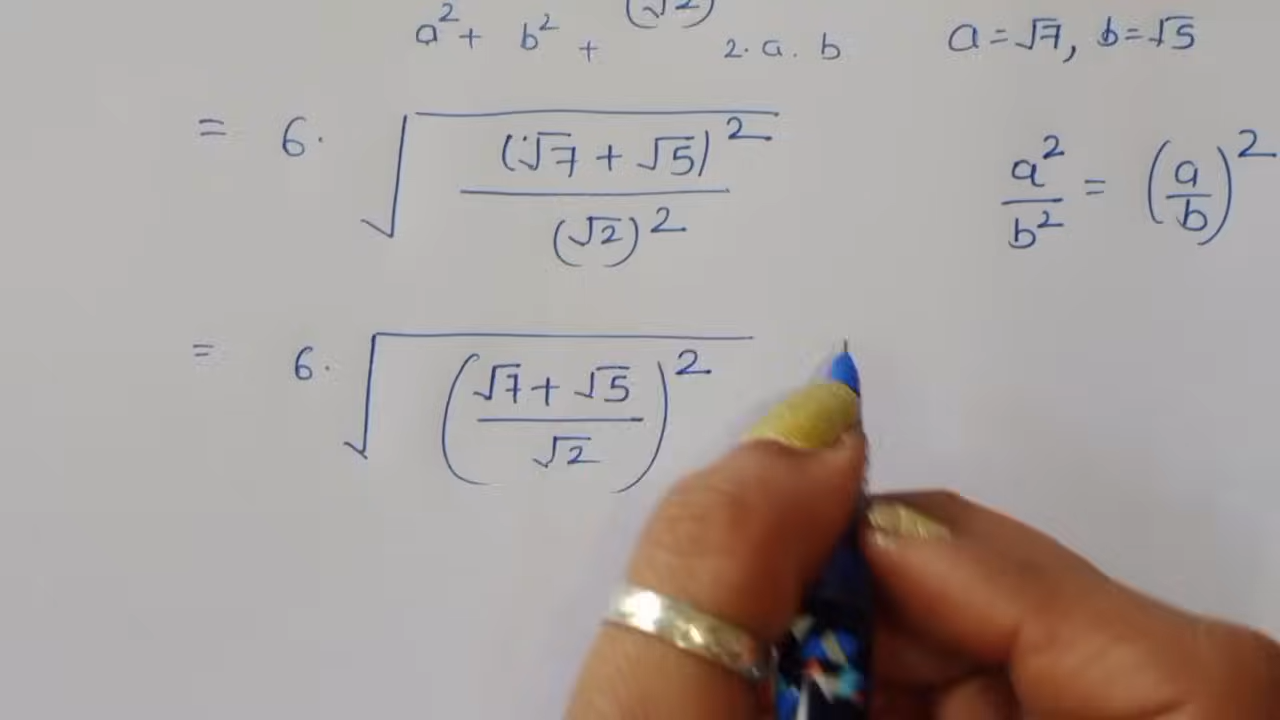 a² + b² + (√2) 2. a. b
a = √7, b = √5
= 6. √((√7 + √5)² / (√2)²)
a² / b² = (a / b)²
= 6. √(((√7 + √5) / √2)²)